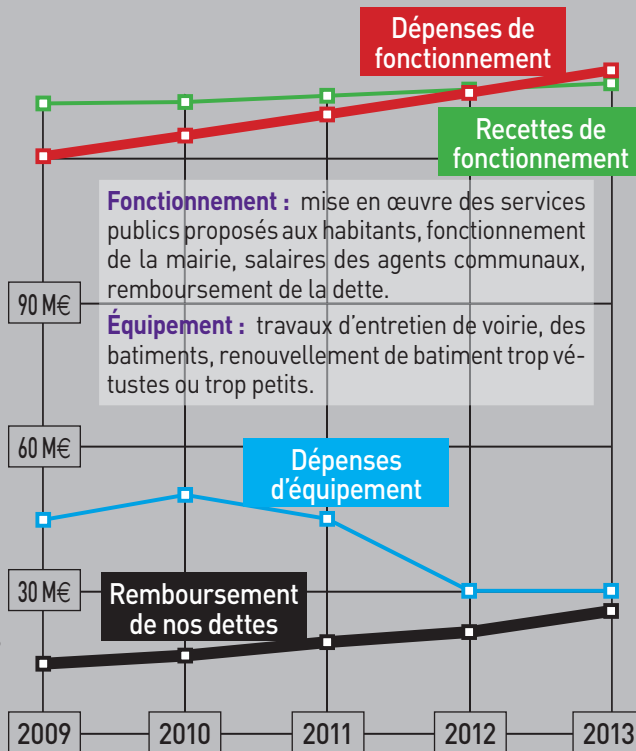 Dépenses de
fonctionnement
Recettes de
fonctionnement
Fonctionnement : mise en œuvre des services
publics proposés aux habitants, fonctionnement
de la mairie, salaires des agents communaux,
remboursement de la dette.
Équipement : travaux d'entretien de voirie, des
batiments, renouvellement de batiment trop vé-
tustes ou trop petits.
90 M€
60 M€
Dépenses
d'équipement
30 M€
Remboursement
de nos dettes
2009 2010 2011 2012 2013